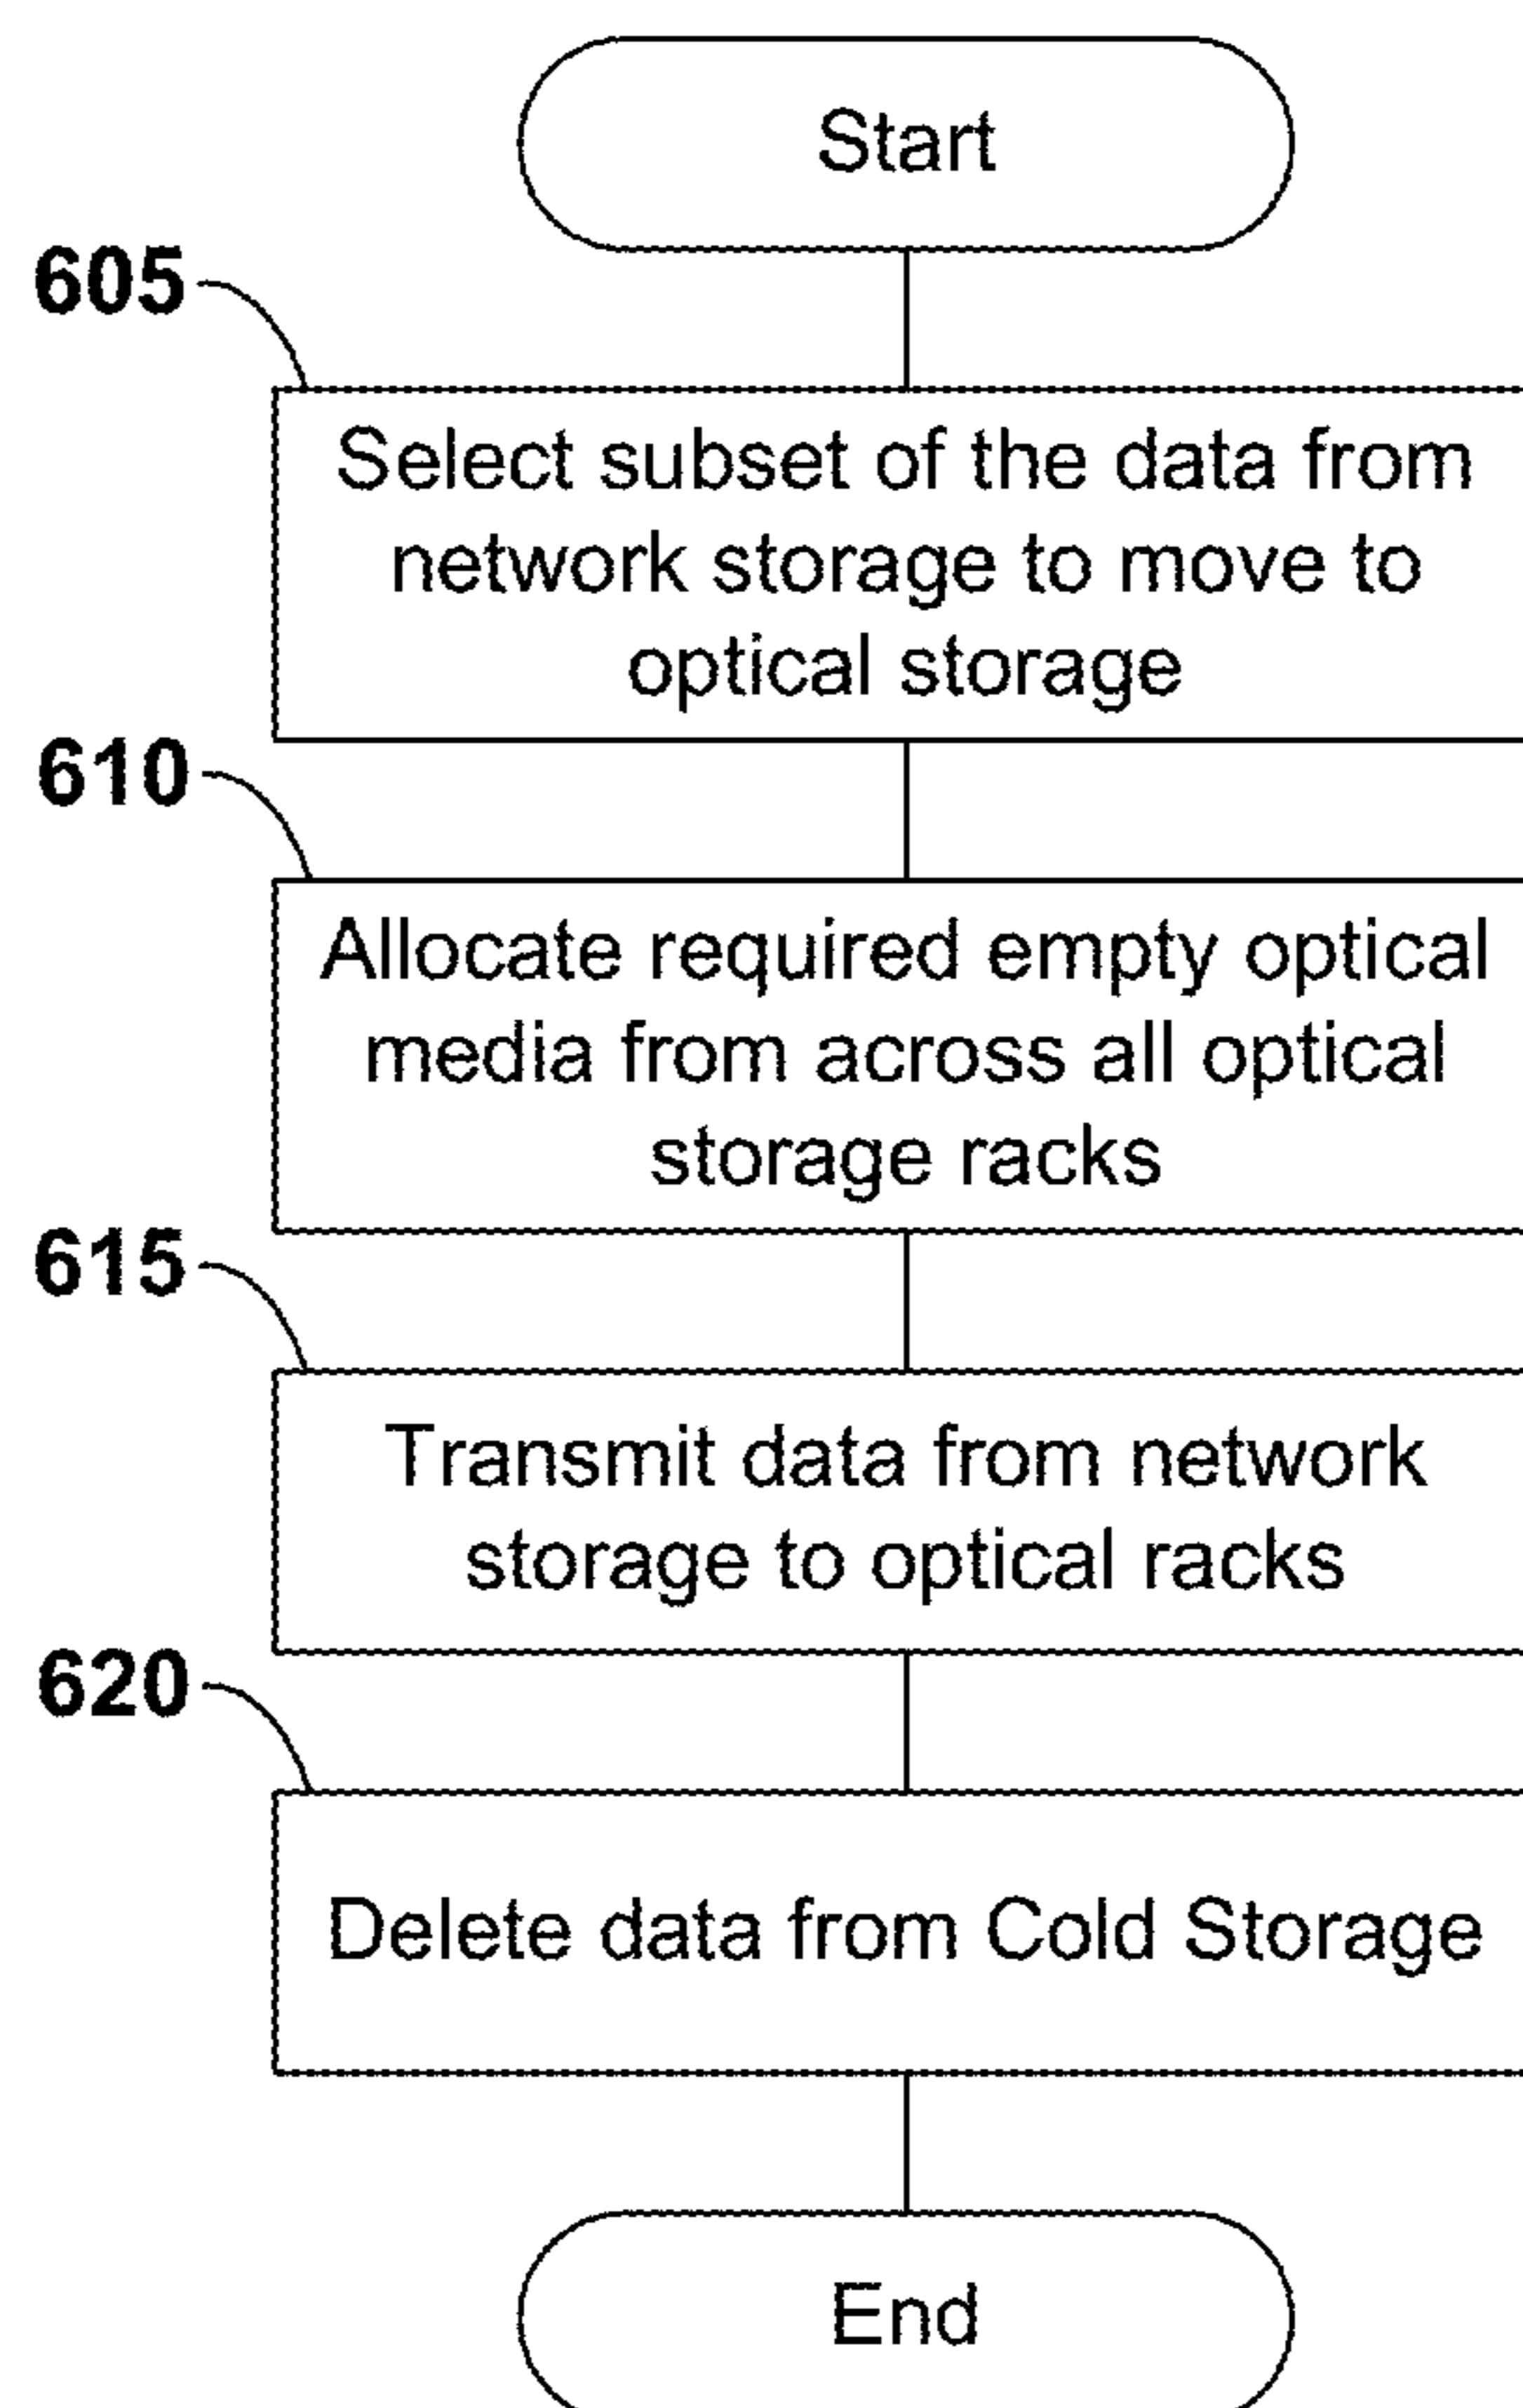 Start
605
Select subset of the data from
network storage to move to
optical storage
610
Allocate required empty optical
media from across all optical
storage racks
615
Transmit data from network
storage to optical racks
620
Delete data from Cold Storage
End